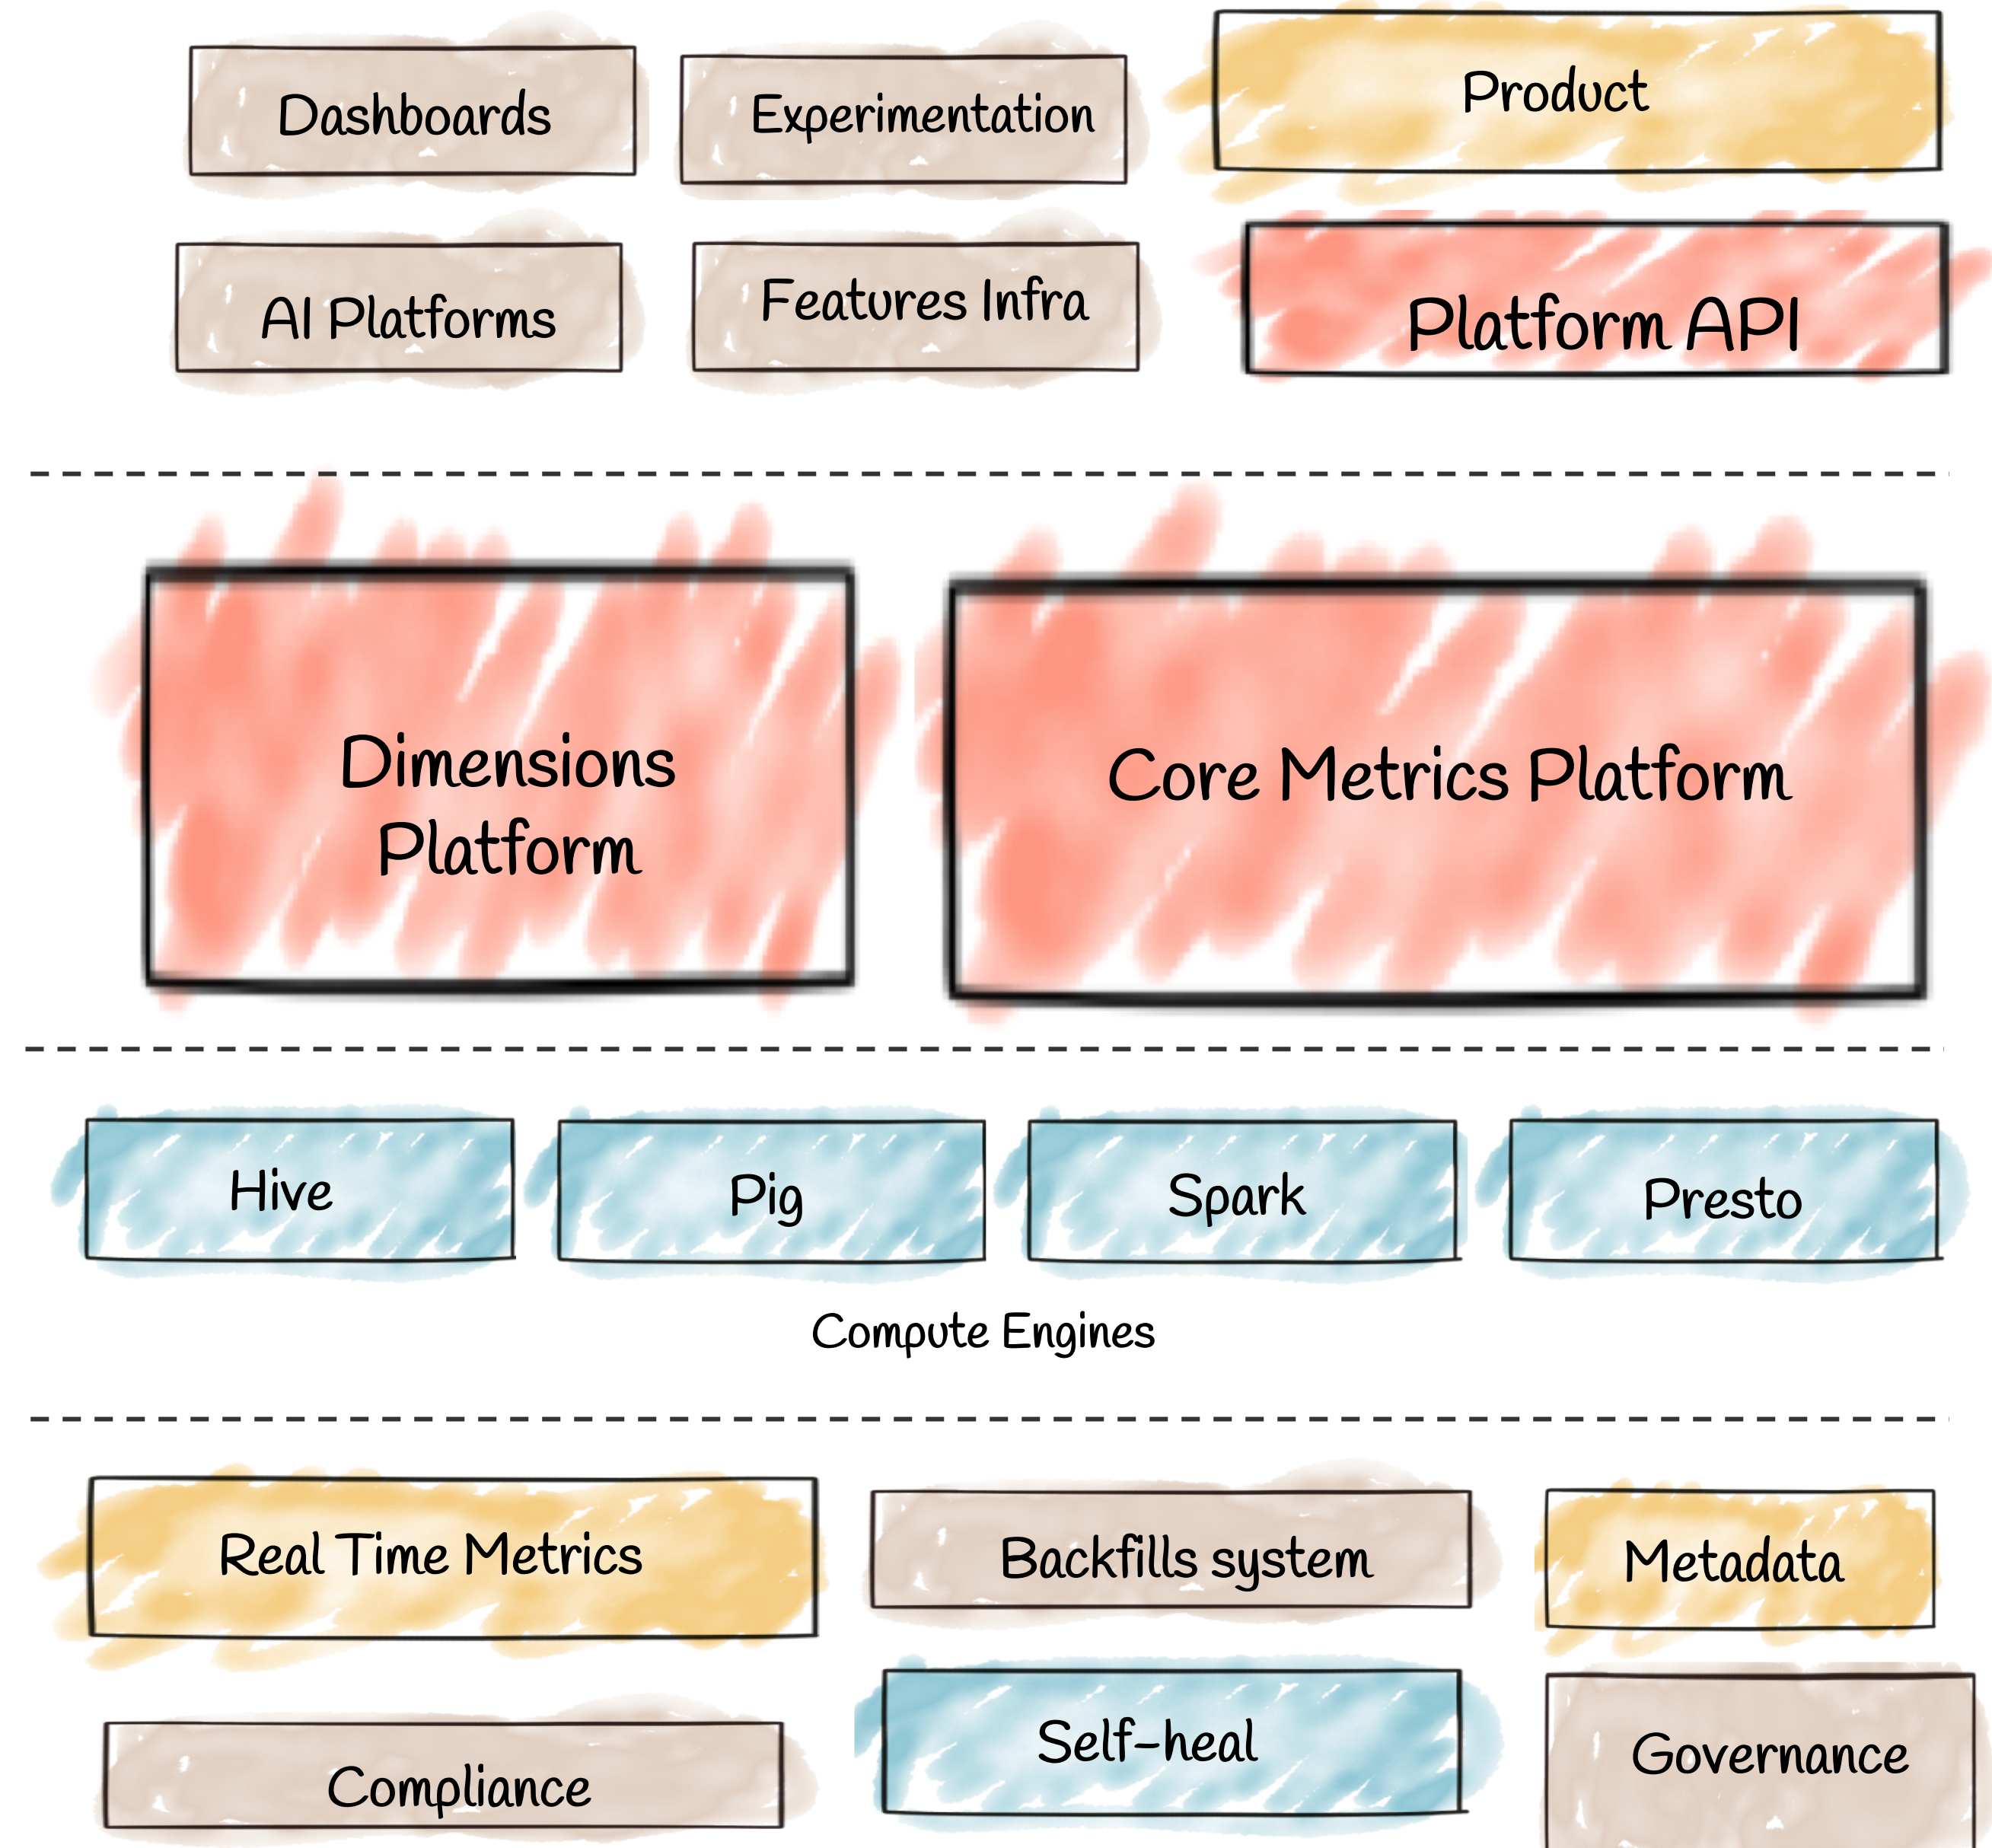 Dashboards
Experimentation
Product
AI Platforms
Features Infra
Platform API
Dimensions
Platform
Core Metrics Platform
Hive
Pig
Spark
Presto
Compute Engines
Real Time Metrics
Backfills system
Metadata
Compliance
Self-heal
Governance